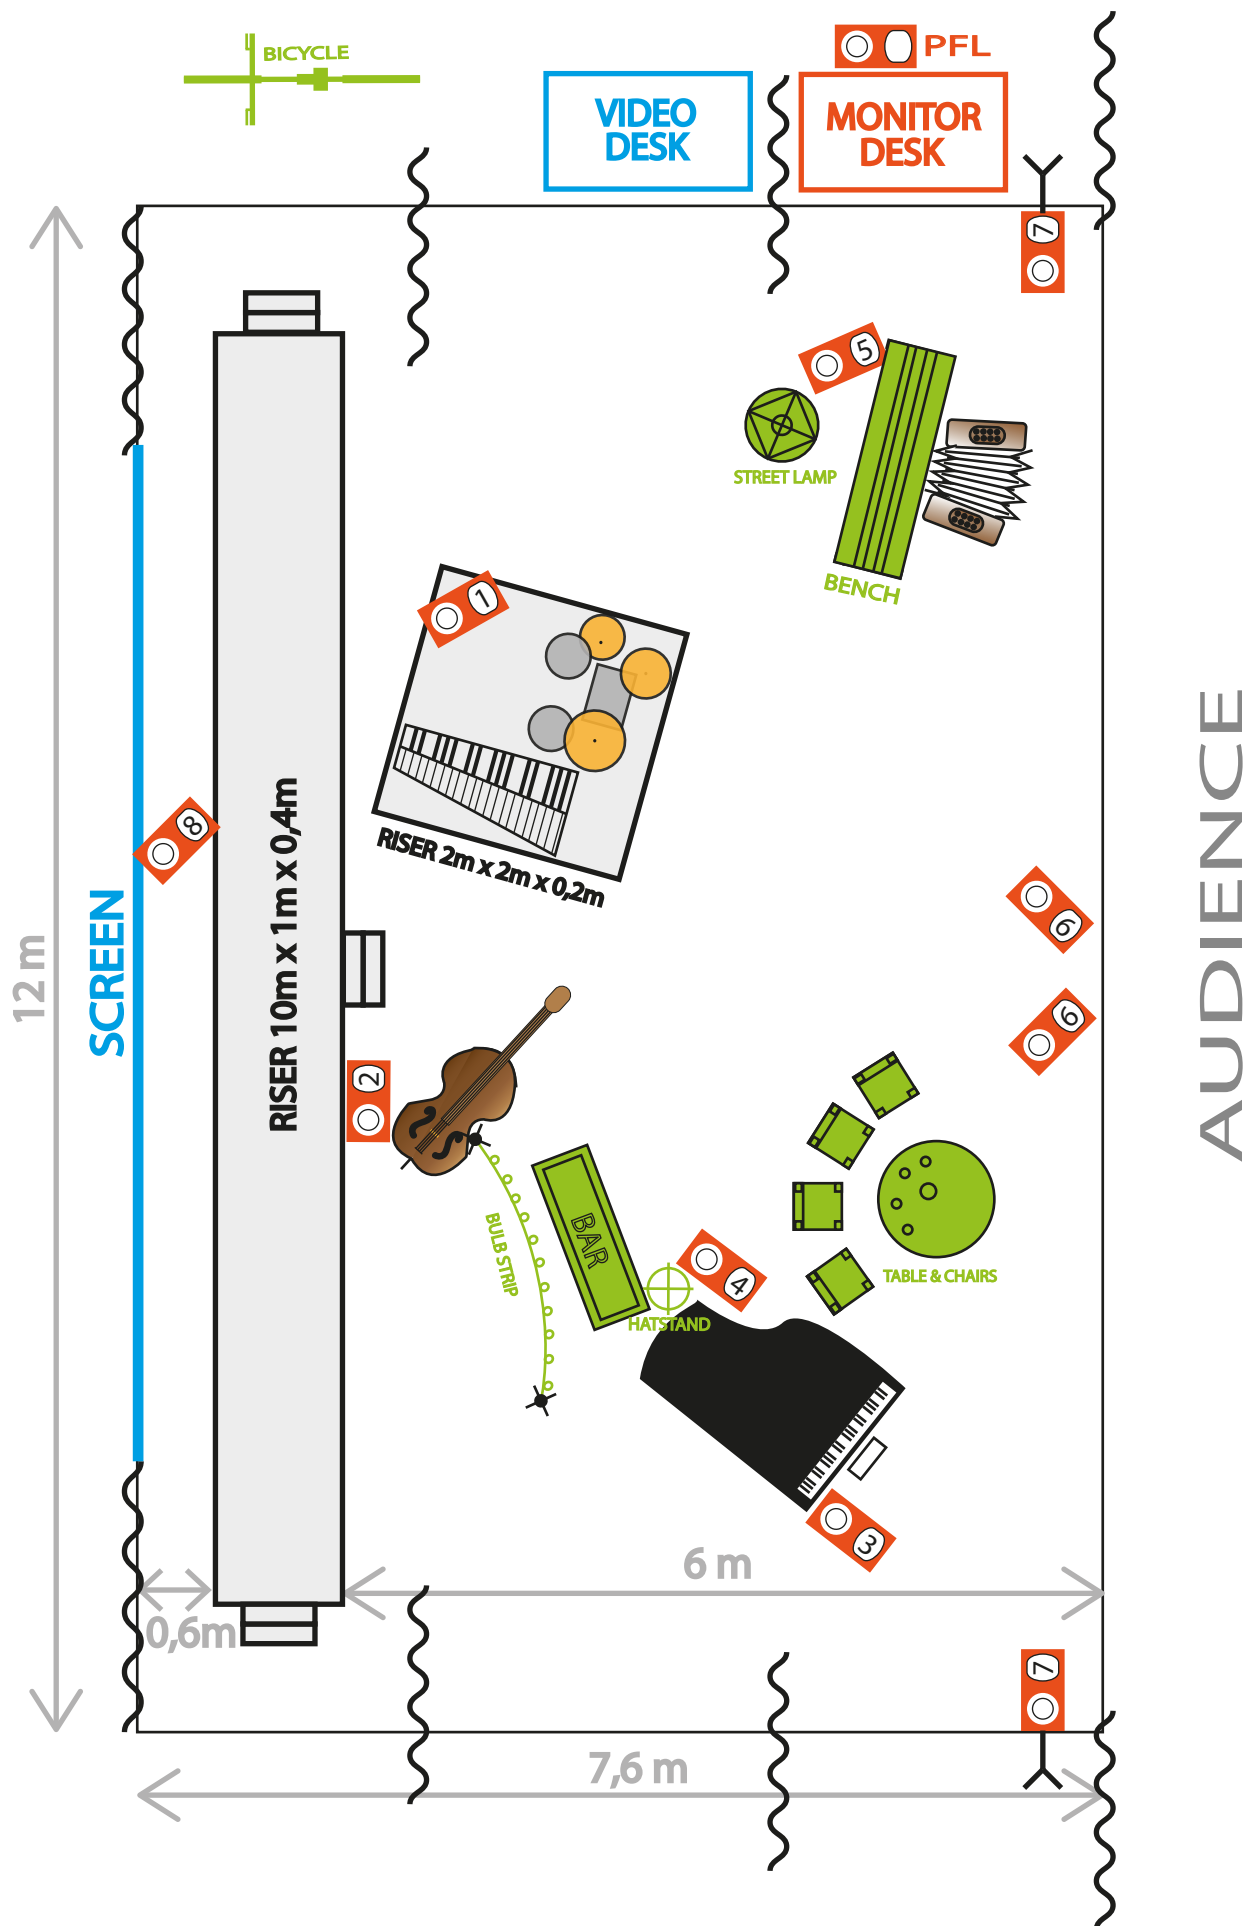 BICYCLE
PFL
VIDEO
DESK
MONITOR
DESK
7
5
STREET LAMP
BENCH
1
RISER 2m x 2m x 0,2m
8
RISER 10m x 1m x 0,4m
SCREEN
12 m
AUDIENCE
6
6
2
BULB STRIP
BAR
HATSTAND
4
TABLE & CHAIRS
3
6 m
0,6m
7
7,6 m